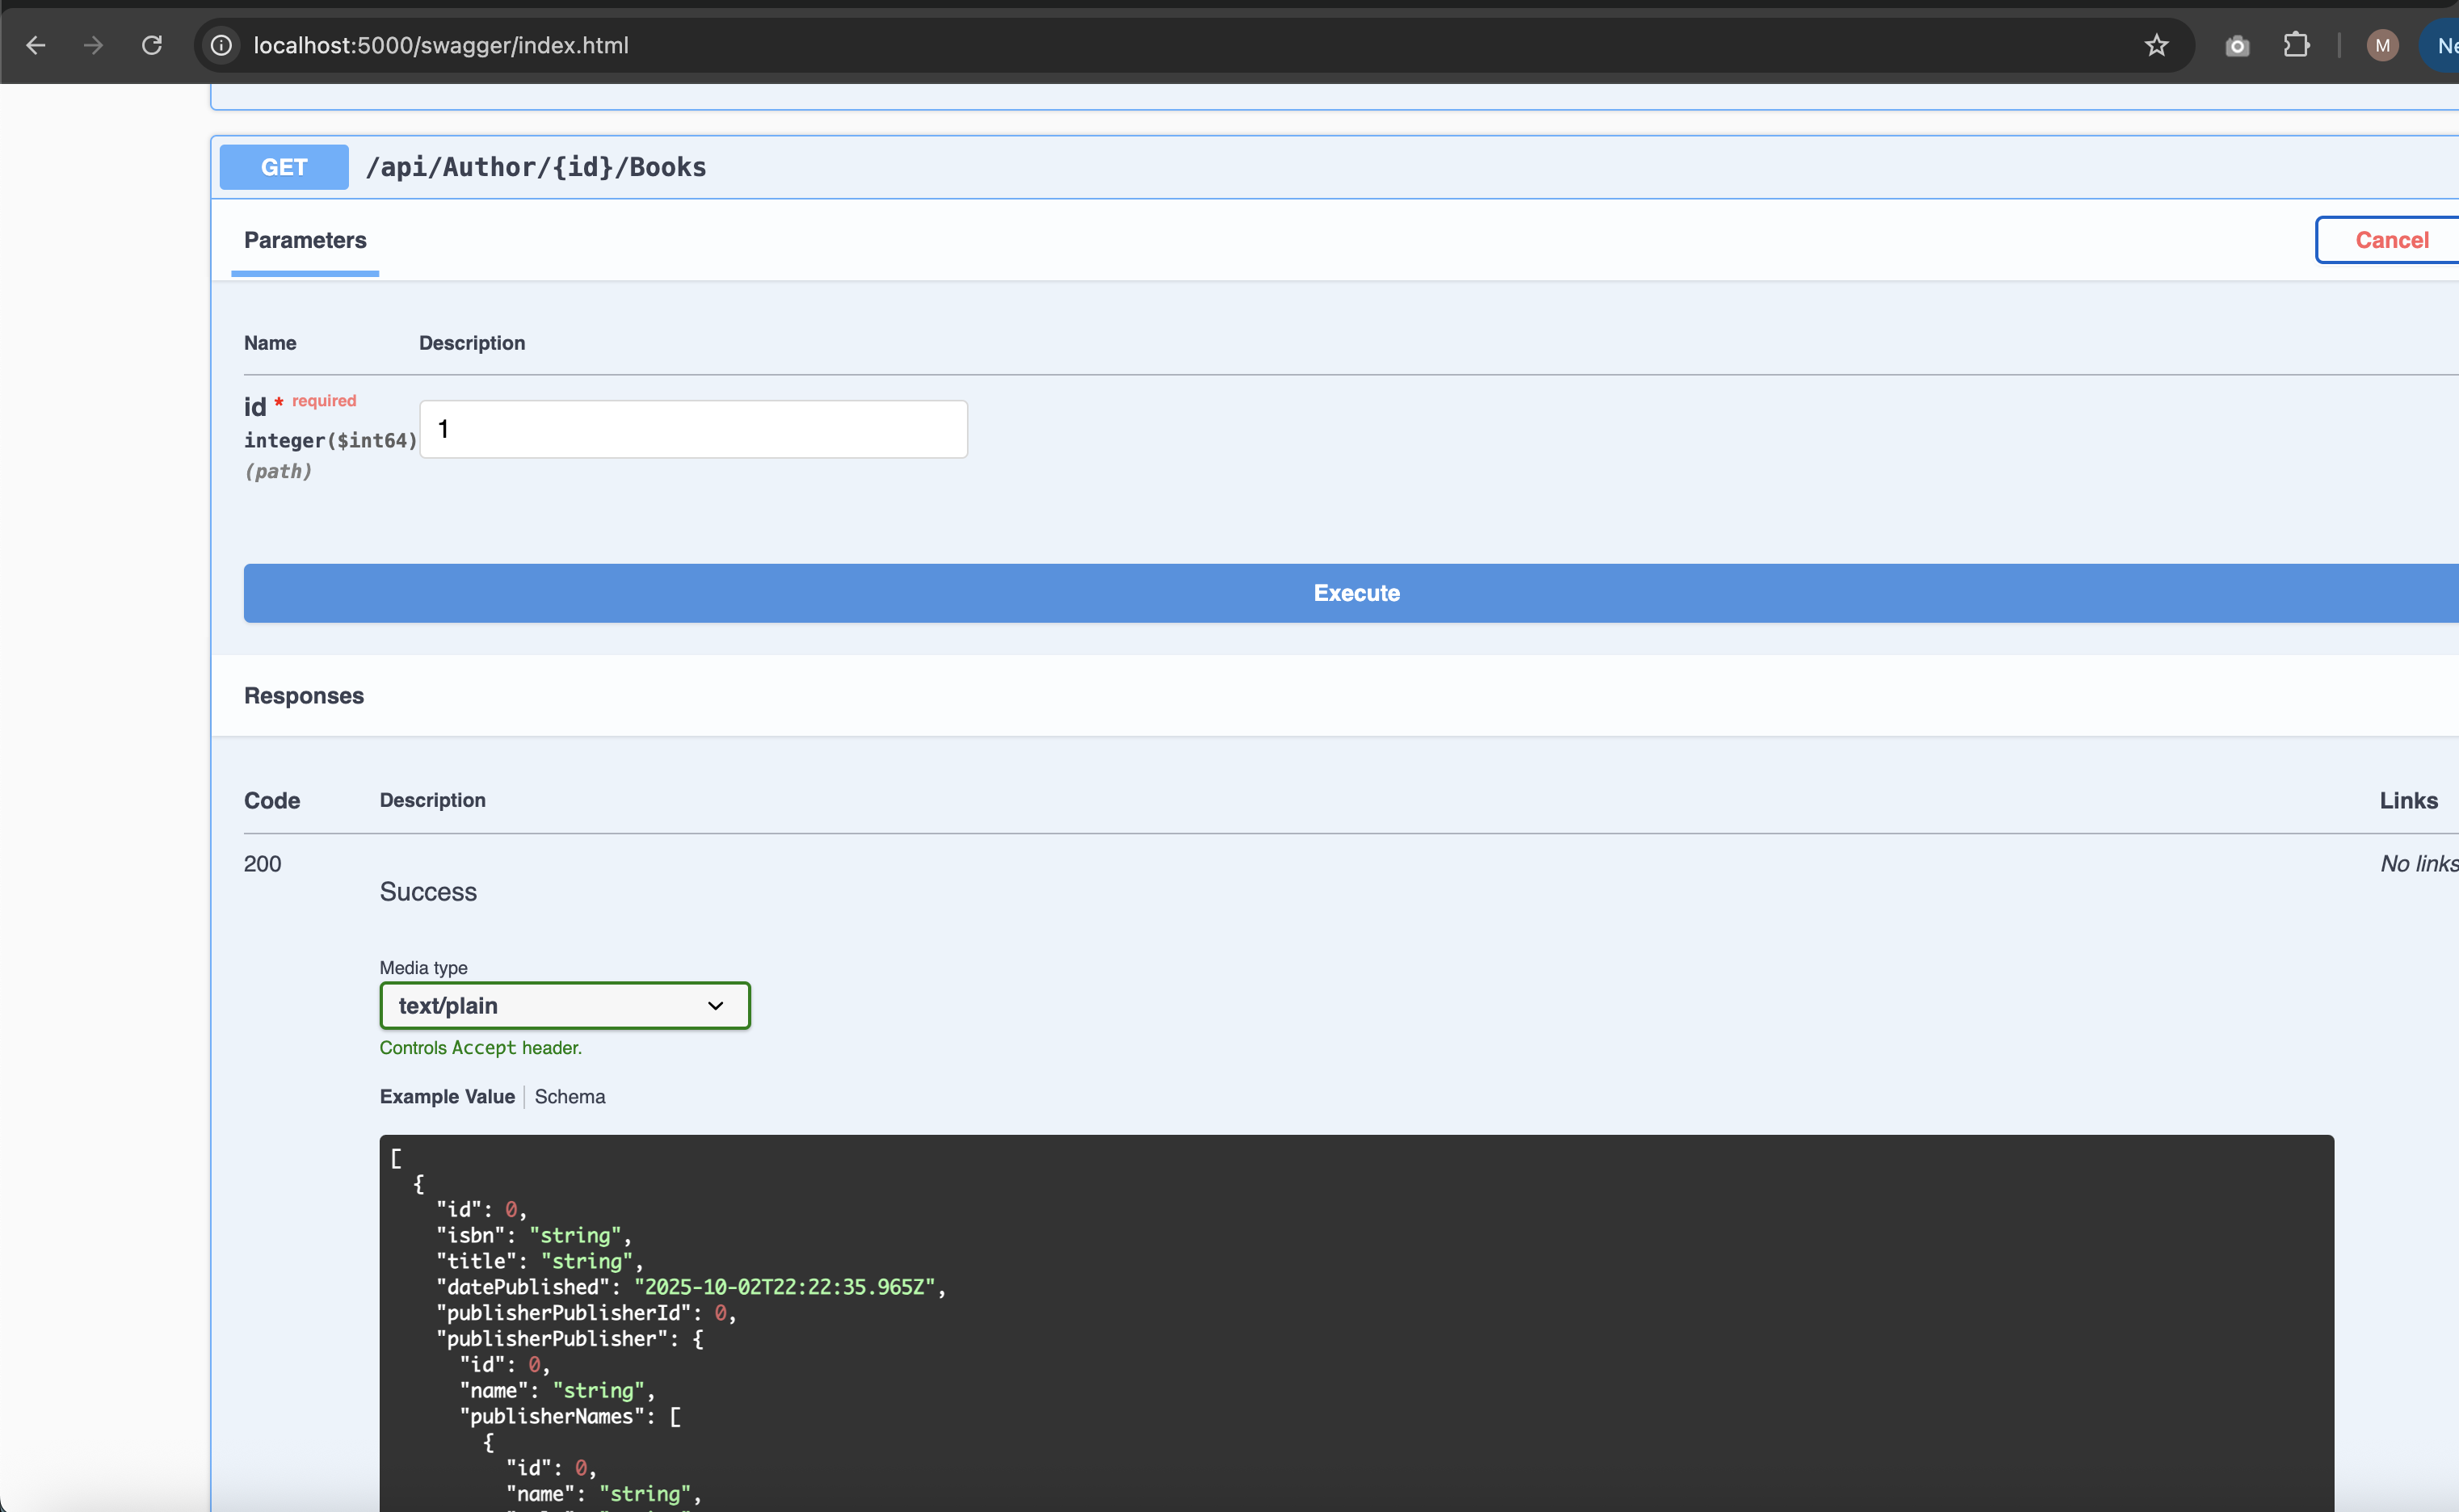 localhost:5000/swagger/index.html
M
Ne
GET /api/Author/{id}/Books
Parameters
Cancel
Name Description
id * required
integer($int64)
(path)
1
Execute
Responses
Code Description Links
200
Success
No links
Media type
text/plain
Controls Accept header.
Example Value Schema
[
{
"id": 0,
"isbn": "string",
"title": "string",
"datePublished": "2025-10-02T22:22:35.965Z",
"publisherPublisherId": 0,
"publisherPublisher": {
"id": 0,
"name": "string",
"publisherNames": [
{
"id": 0,
"name": "string",